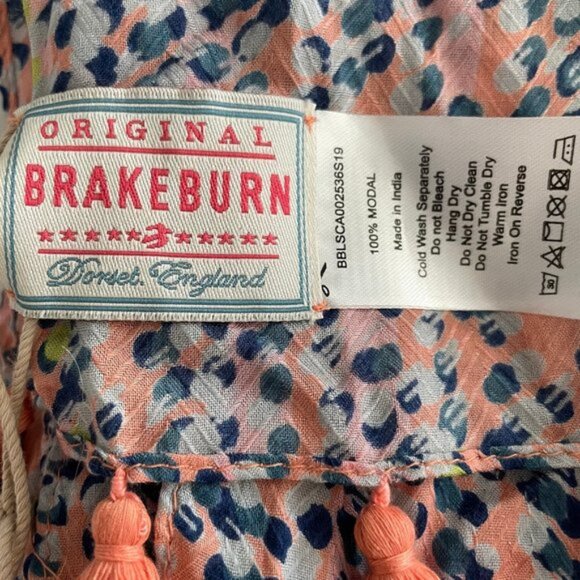 ORIGINAL
BRAKEBURN
Dorset. England
BBLSCA002536S19
100% MODAL
Made in India
Cold Wash Separately
Do not Bleach
Hang Dry
Do Not Dry Clean
Do Not Tumble Dry
Warm Iron
Iron On Reverse
30